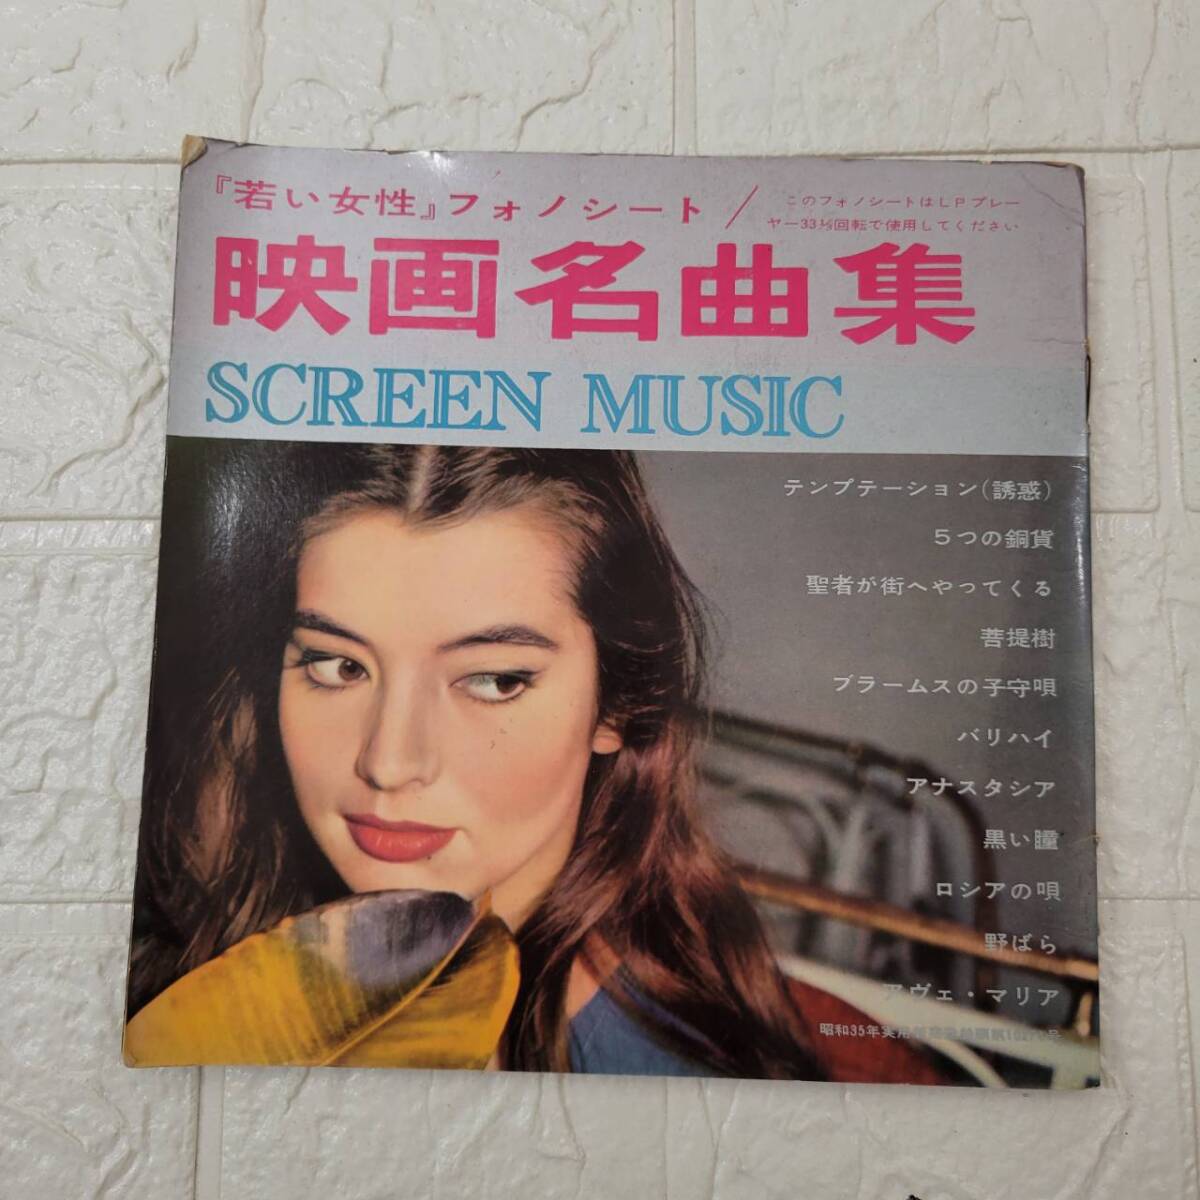 『若い女性』フォノシート／
このフォノシートはLPプレー
ヤー33⅓回転で使用してください
映画名曲集
SCREEN MUSIC
テンプテーション(誘惑)
5つの銅貨
聖者が街へやってくる
菩提樹
ブラームスの子守唄
バリハイ
アナスタシア
黒い瞳
ロシアの唄
野ばら
アヴェ・マリア
昭和35年実用